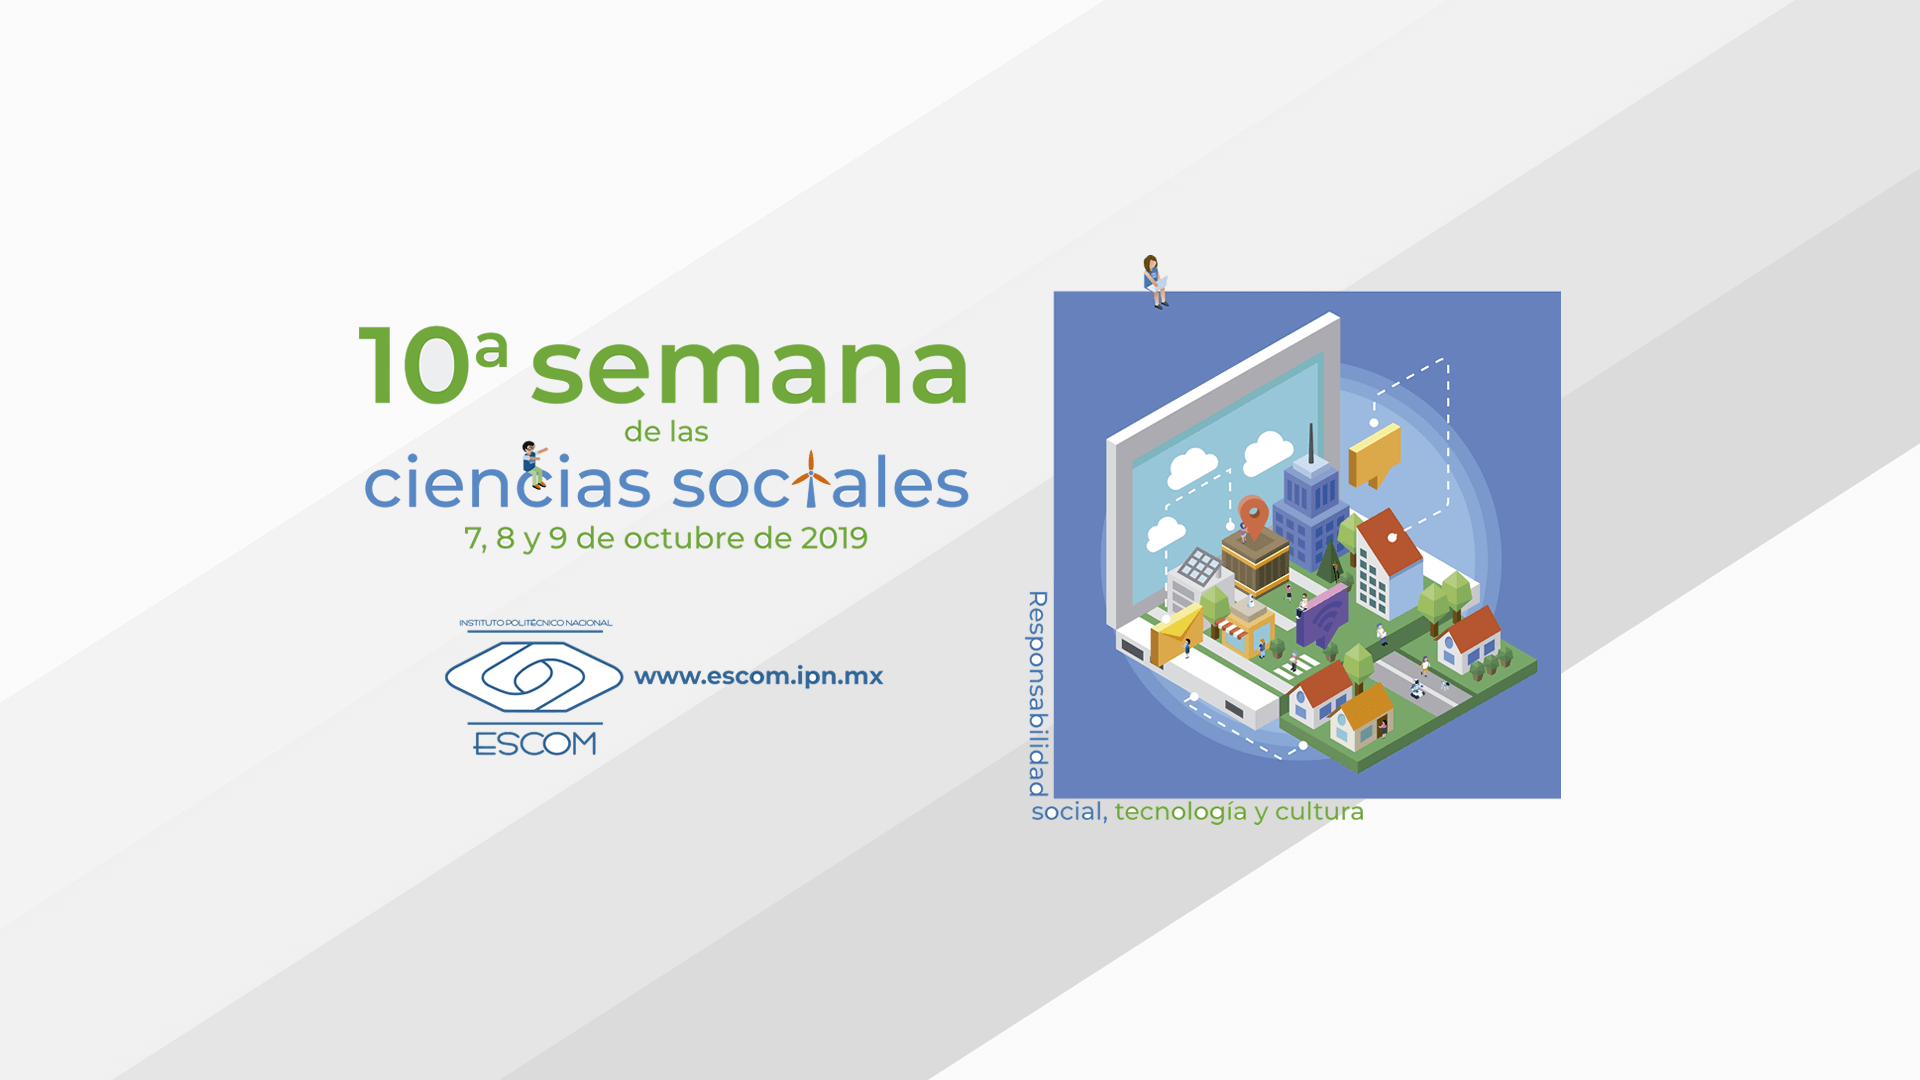 10ª semana
de las
ciencias sociales
7, 8 y 9 de octubre de 2019
INSTITUTO POLITÉCNICO NACIONAL
ESCOM
www.escom.ipn.mx
Responsabilidad
social, tecnología y cultura